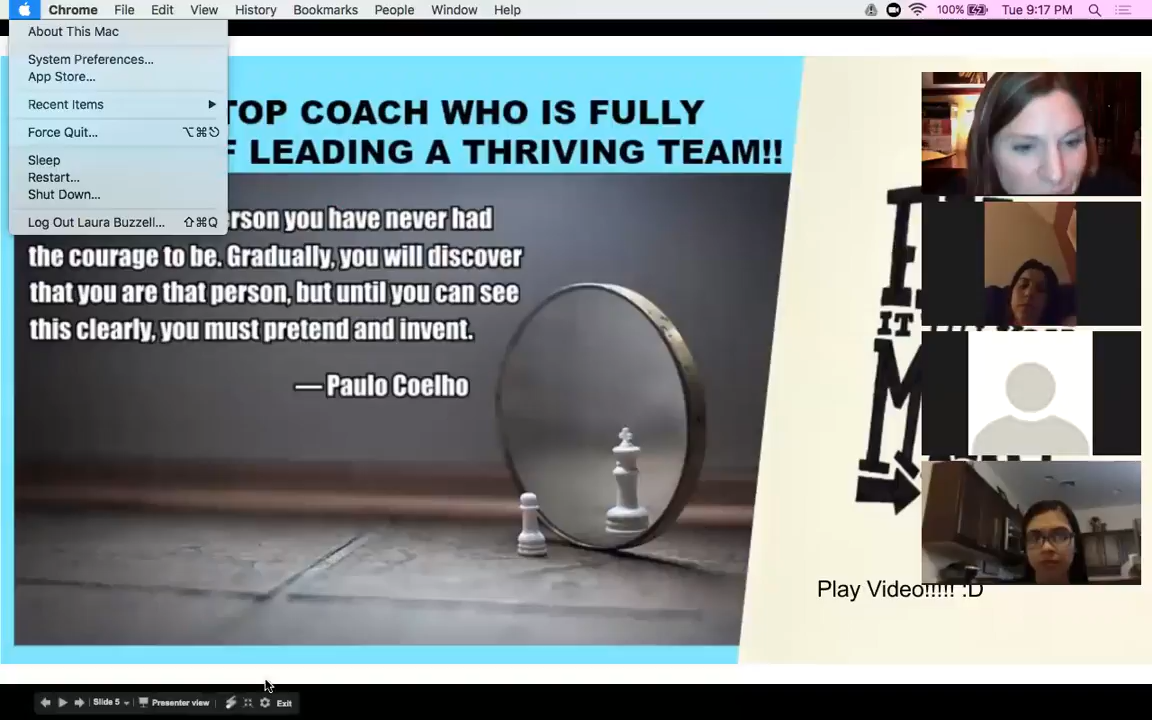 Chrome File Edit View History Bookmarks People Window Help 100% Tue 9:17 PM
About This Mac
System Preferences...
App Store...
Recent Items
Force Quit... ⌥⌘⎋
Sleep
Restart...
Shut Down...
Log Out Laura Buzzell... ⇧⌘Q
TOP COACH WHO IS FULLY
LEADING A THRIVING TEAM!!
person you have never had
the courage to be. Gradually, you will discover
that you are that person, but until you can see
this clearly, you must pretend and invent.
— Paulo Coelho
IT
Play Video!!!!! :D
Slide 5 Presenter view Exit